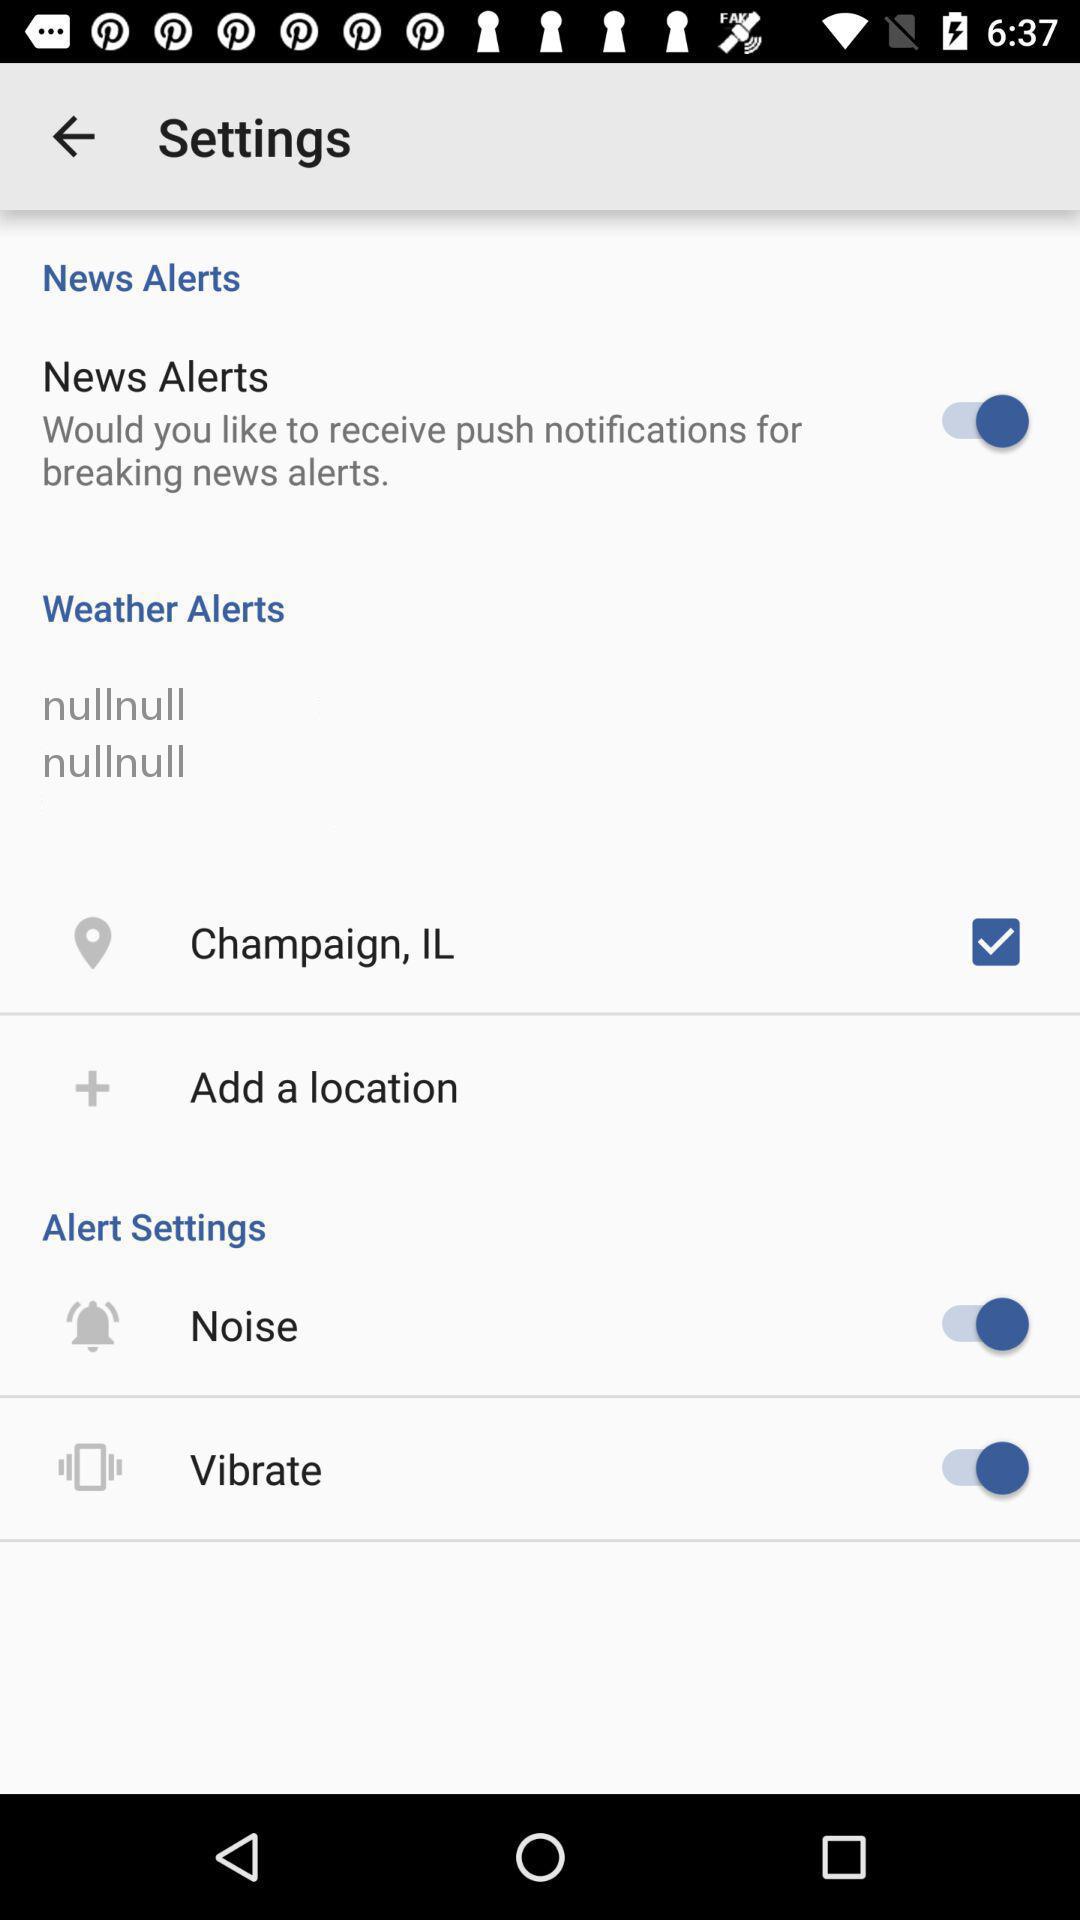 FAKE 6:37
Settings
News Alerts
News Alerts
Would you like to receive push notifications for
breaking news alerts.
Weather Alerts
nullnull
nullnull
Champaign, IL
Add a location
Alert Settings
Noise
Vibrate